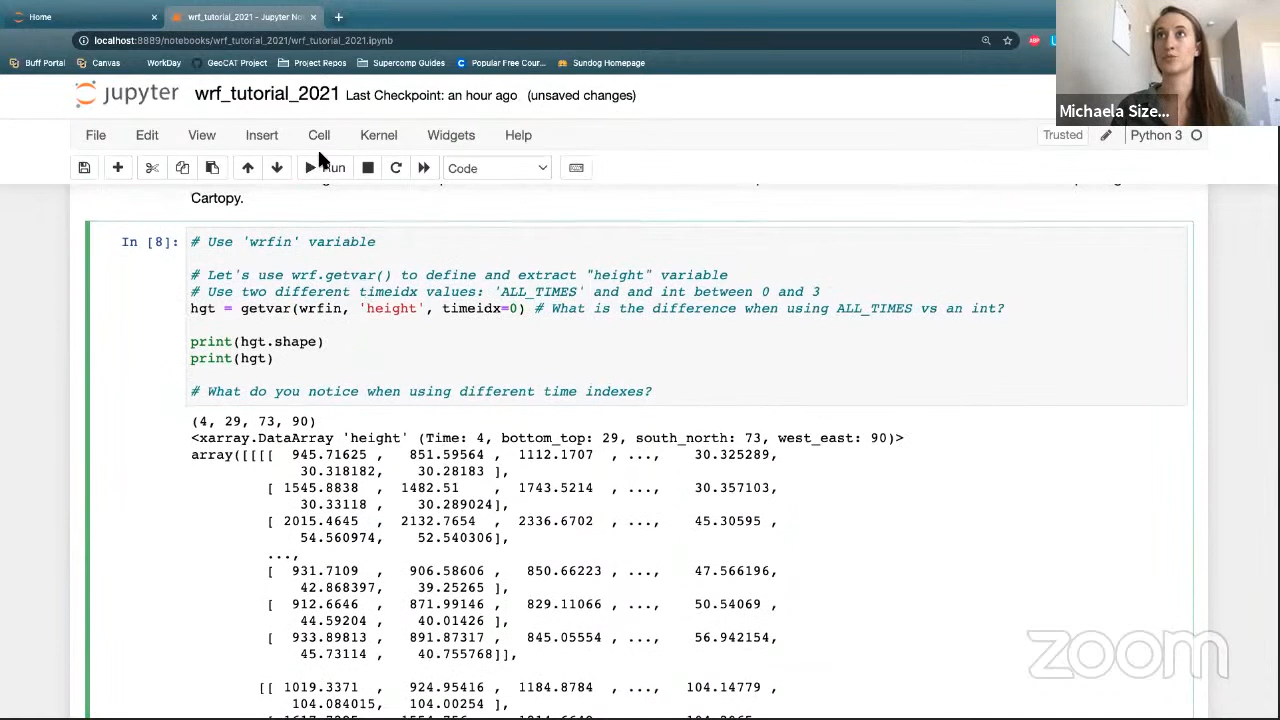 Home
wrf_tutorial_2021 - Jupyter No
localhost:8889/notebooks/wrf_tutorial_2021/wrf_tutorial_2021.ipynb
Buff Portal Canvas WorkDay GeoCAT Project Project Repos Supercomp Guides Popular Free Cour... Sundog Homepage
jupyter wrf_tutorial_2021 Last Checkpoint: an hour ago (unsaved changes)
Michaela Size...
File Edit View Insert Cell Kernel Widgets Help Trusted Python 3
Code
Cartopy.
In [8]: # Use 'wrfin' variable
# Let's use wrf.getvar() to define and extract "height" variable
# Use two different timeidx values: 'ALL_TIMES' and and int between 0 and 3
hgt = getvar(wrfin, 'height', timeidx=0) # What is the difference when using ALL_TIMES vs an int?
print(hgt.shape)
print(hgt)
# What do you notice when using different time indexes?
(4, 29, 73, 90)
<xarray.DataArray 'height' (Time: 4, bottom_top: 29, south_north: 73, west_east: 90)>
array([[[[ 945.71625 , 851.59564 , 1112.1707 , ..., 30.325289,
30.318182, 30.28183 ],
[ 1545.8838 , 1482.51 , 1743.5214 , ..., 30.357103,
30.33118 , 30.289024],
[ 2015.4645 , 2132.7654 , 2336.6702 , ..., 45.30595 ,
54.560974, 52.540306],
...,
[ 931.7109 , 906.58606 , 850.66223 , ..., 47.566196,
42.868397, 39.25265 ],
[ 912.6646 , 871.99146 , 829.11066 , ..., 50.54069 ,
44.59204 , 40.01426 ],
[ 933.89813 , 891.87317 , 845.05554 , ..., 56.942154,
45.73114 , 40.755768]],
[[ 1019.3371 , 924.95416 , 1184.8784 , ..., 104.14779 ,
104.084015, 104.00254 ],
zoom